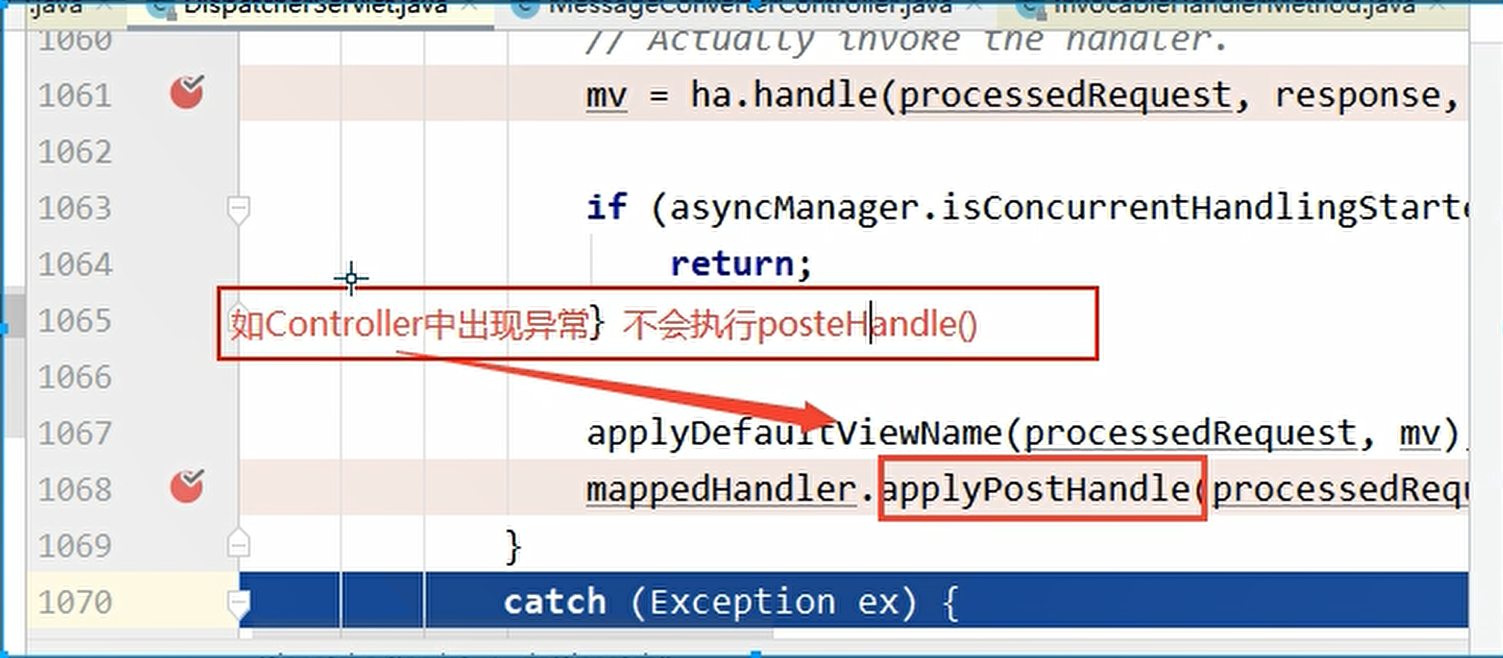 .java DispatcherServlet.java MessageConverterController.java InvocableHandlerMethod.java
1060 // Actually invoke the handler.
1061 mv = ha.handle(processedRequest, response,
1062
1063 if (asyncManager.isConcurrentHandlingStarte
1064 return;
1065 如Controller中出现异常} 不会执行posteHandle()
1066
1067 applyDefaultViewName(processedRequest, mv)
1068 mappedHandler.applyPostHandle(processedRequ
1069 }
1070 catch (Exception ex) {